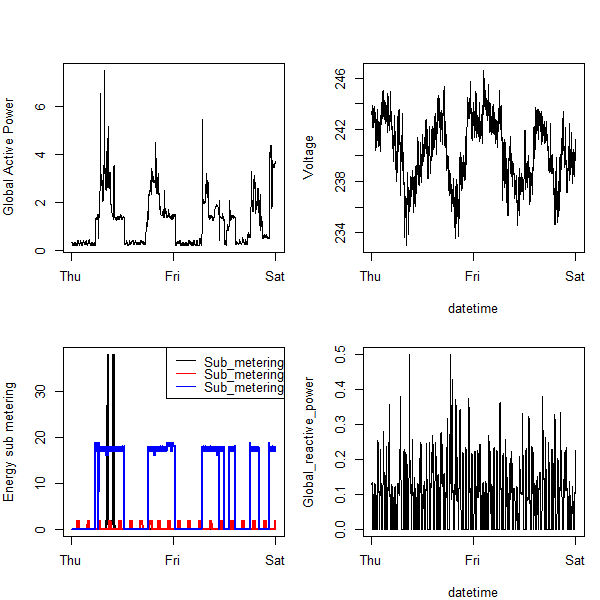 Global Active Power
6
4
2
0
Thu
Fri
Sat
Voltage
246
242
238
234
Thu
Fri
Sat
datetime
Energy sub metering
30
20
10
0
Thu
Fri
Sat
Sub_metering
Sub_metering
Sub_metering
Global_reactive_power
0.5
0.4
0.3
0.2
0.1
0.0
Thu
Fri
Sat
datetime